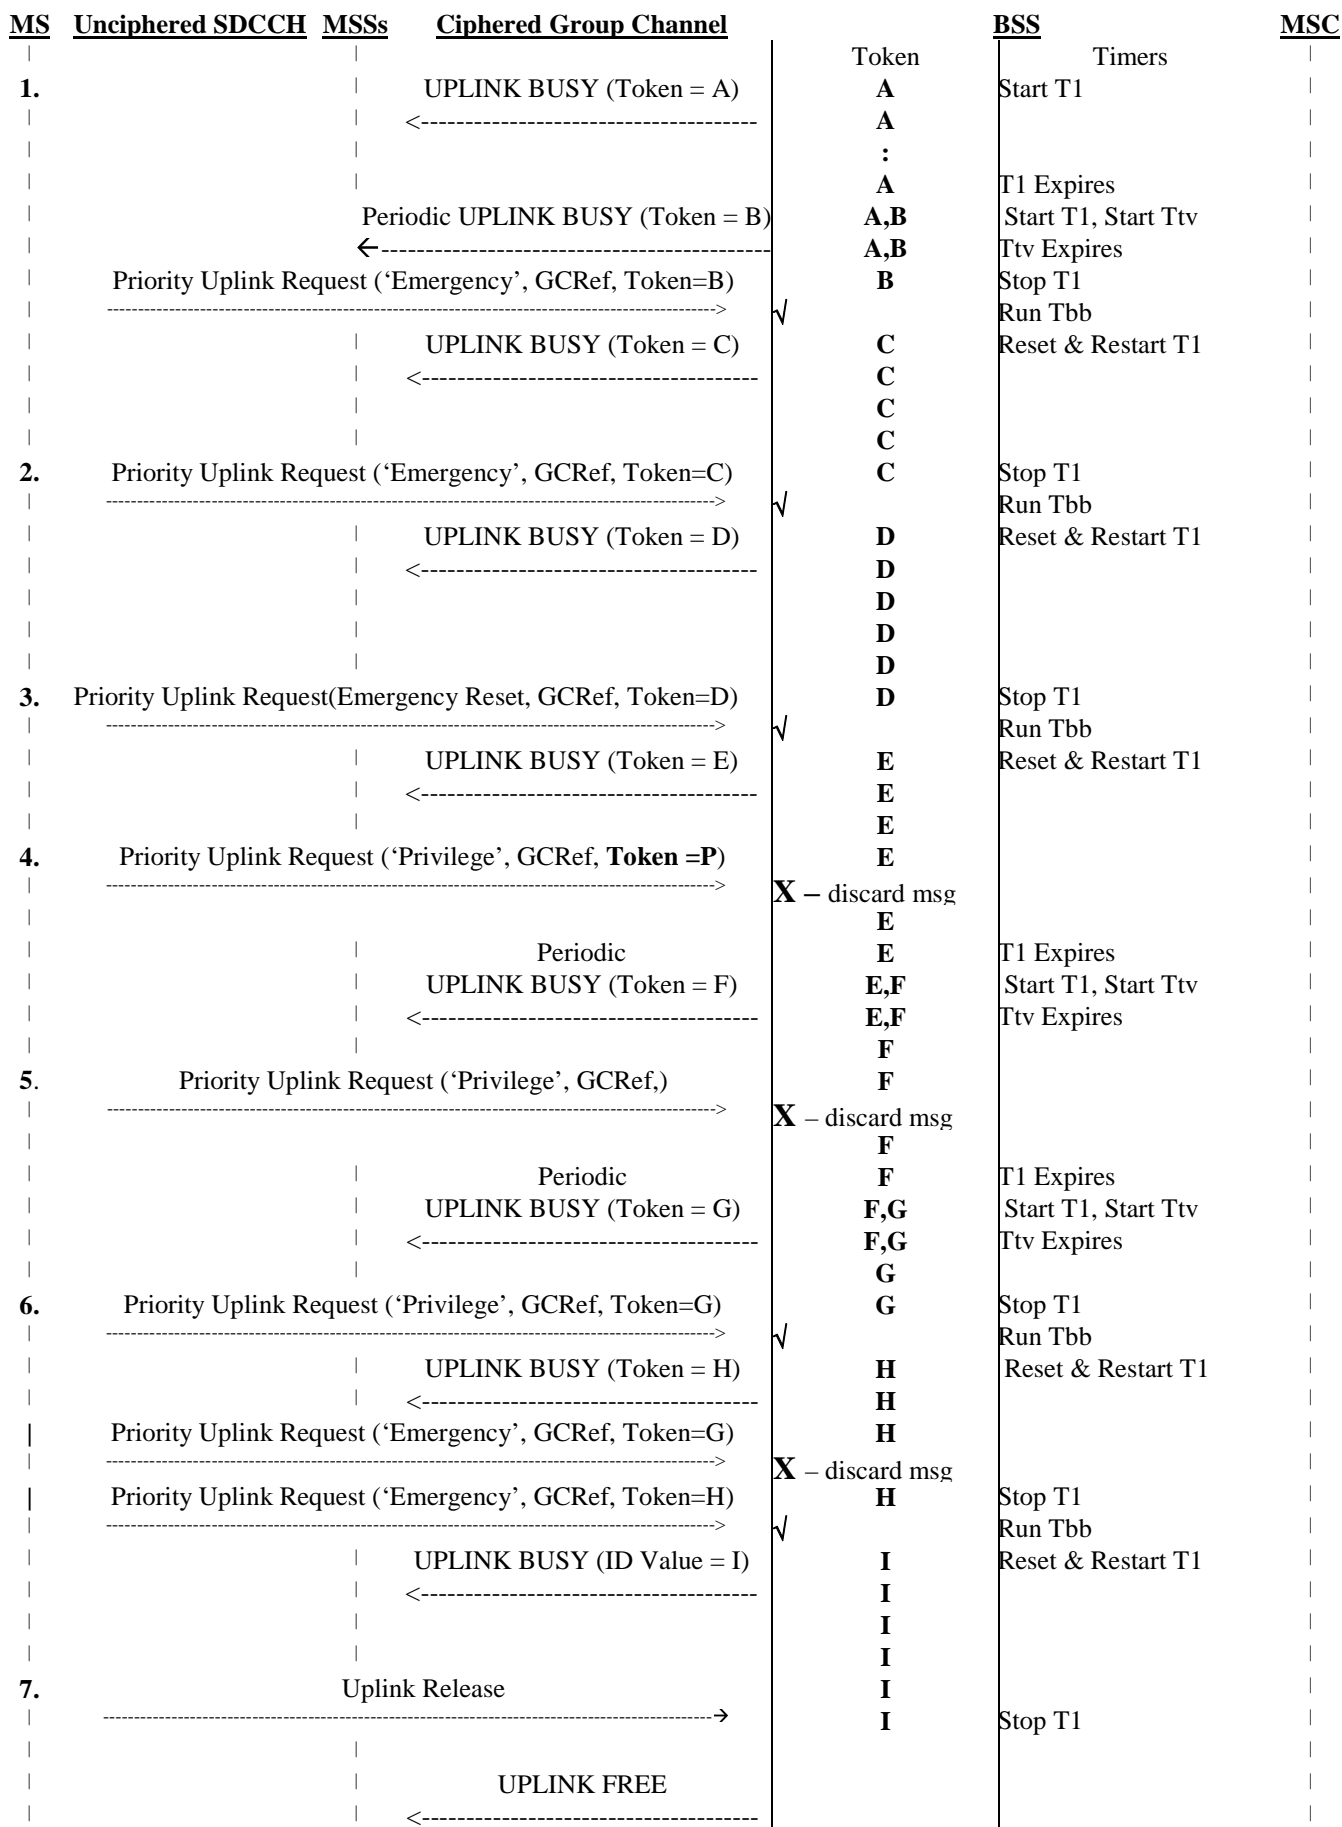 MS Unciphered SDCCH MSSs Ciphered Group Channel BSS MSC
Token Timers
1. UPLINK BUSY (Token = A) A Start T1
A
:
A T1 Expires
Periodic UPLINK BUSY (Token = B) A,B Start T1, Start Ttv
A,B Ttv Expires
Priority Uplink Request (‘Emergency’, GCRef, Token=B) B Stop T1
√ Run Tbb
UPLINK BUSY (Token = C) C Reset & Restart T1
C
C
C
2. Priority Uplink Request (‘Emergency’, GCRef, Token=C) C Stop T1
√ Run Tbb
UPLINK BUSY (Token = D) D Reset & Restart T1
D
D
D
D
3. Priority Uplink Request(Emergency Reset, GCRef, Token=D) D Stop T1
√ Run Tbb
UPLINK BUSY (Token = E) E Reset & Restart T1
E
E
4. Priority Uplink Request (‘Privilege’, GCRef, Token =P) E
X – discard msg
E
Periodic E T1 Expires
UPLINK BUSY (Token = F) E,F Start T1, Start Ttv
E,F Ttv Expires
F
5. Priority Uplink Request (‘Privilege’, GCRef,) F
X – discard msg
F
Periodic F T1 Expires
UPLINK BUSY (Token = G) F,G Start T1, Start Ttv
F,G Ttv Expires
G
6. Priority Uplink Request (‘Privilege’, GCRef, Token=G) G Stop T1
√ Run Tbb
UPLINK BUSY (Token = H) H Reset & Restart T1
H
Priority Uplink Request (‘Emergency’, GCRef, Token=G) H
X – discard msg
Priority Uplink Request (‘Emergency’, GCRef, Token=H) H Stop T1
√ Run Tbb
UPLINK BUSY (ID Value = I) I Reset & Restart T1
I
I
I
7. Uplink Release I
I Stop T1
UPLINK FREE